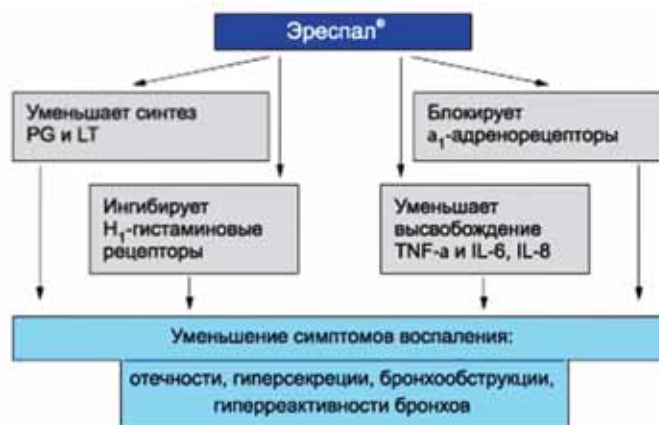 Эреспал®
Уменьшает синтез
PG и LT
Блокирует
a₁-адренорецепторы
Ингибирует
H₁-гистаминовые
рецепторы
Уменьшает
высвобождение
TNF-a и IL-6, IL-8
Уменьшение симптомов воспаления:
отечности, гиперсекреции, бронхообструкции,
гиперреактивности бронхов